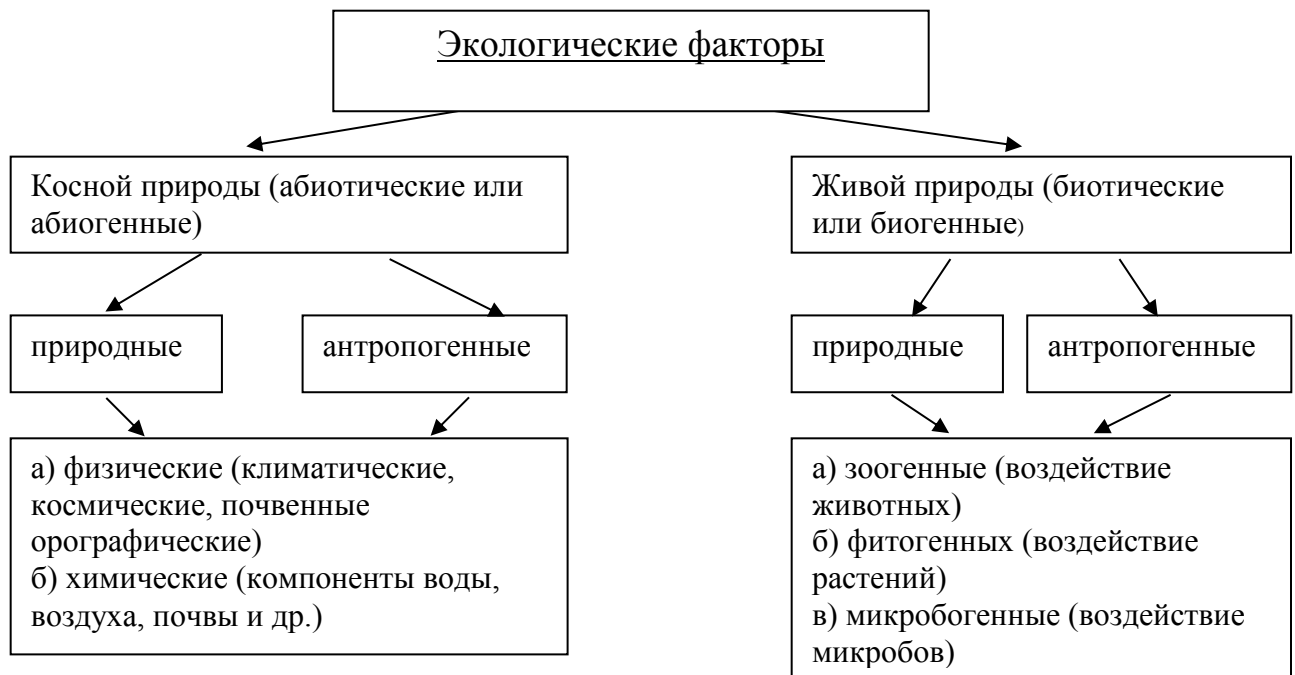 Экологические факторы
Косной природы (абиотические или
абиогенные)
Живой природы (биотические
или биогенные)
природные
антропогенные
природные
антропогенные
а) физические (климатические,
космические, почвенные
орографические)
б) химические (компоненты воды,
воздуха, почвы и др.)
а) зоогенные (воздействие
животных)
б) фитогенных (воздействие
растений)
в) микробогенные (воздействие
микробов)